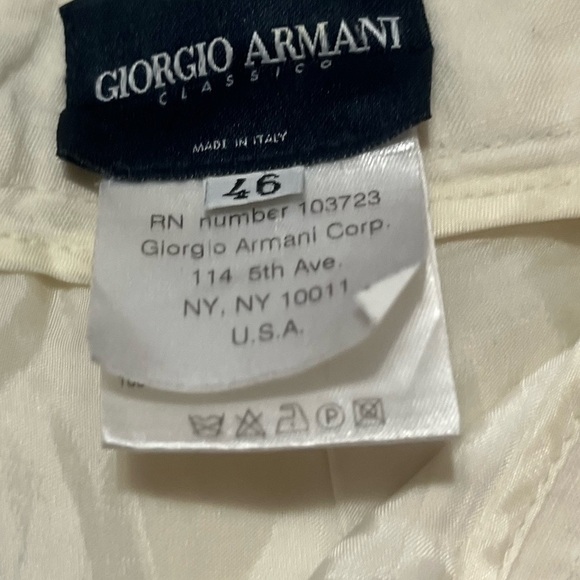 GIORGIO ARMANI
CLASSICO
MADE IN ITALY
46
RN number 103723
Giorgio Armani Corp.
114 5th Ave.
NY, NY 10011
U.S.A.
P